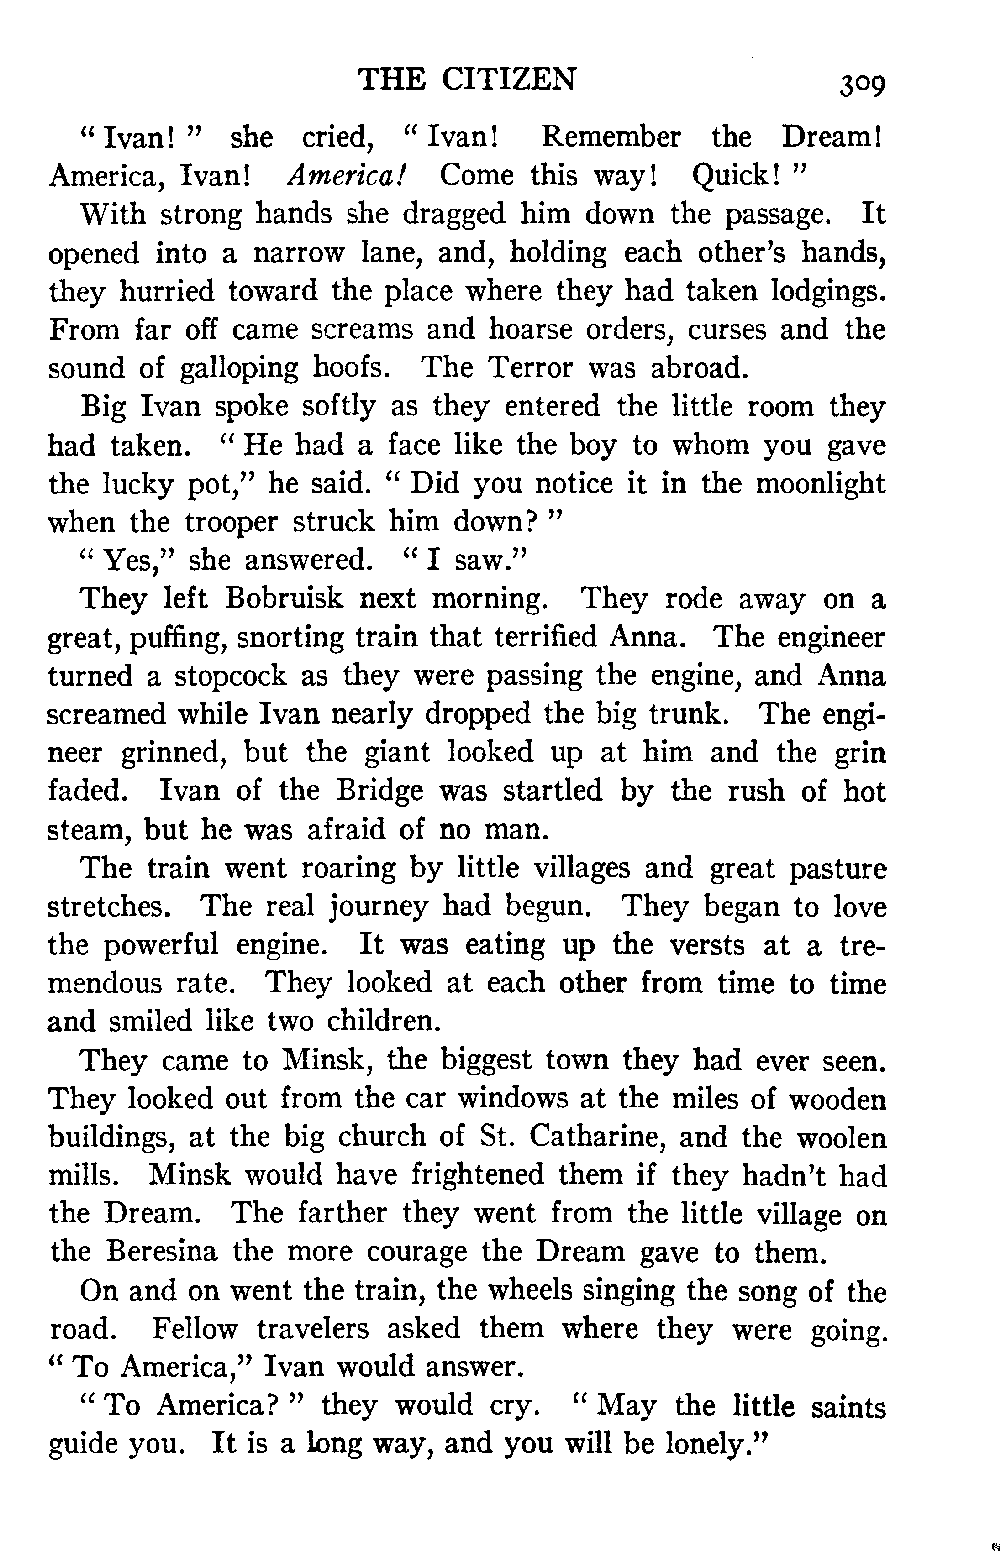 THE CITIZEN 309
" Ivan! " she cried, " Ivan! Remember the Dream!
America, Ivan! America! Come this way! Quick! "
With strong hands she dragged him down the passage. It
opened into a narrow lane, and, holding each other's hands,
they hurried toward the place where they had taken lodgings.
From far off came screams and hoarse orders, curses and the
sound of galloping hoofs. The Terror was abroad.
Big Ivan spoke softly as they entered the little room they
had taken. " He had a face like the boy to whom you gave
the lucky pot," he said. " Did you notice it in the moonlight
when the trooper struck him down? "
" Yes," she answered. " I saw."
They left Bobruisk next morning. They rode away on a
great, puffing, snorting train that terrified Anna. The engineer
turned a stopcock as they were passing the engine, and Anna
screamed while Ivan nearly dropped the big trunk. The engi-
neer grinned, but the giant looked up at him and the grin
faded. Ivan of the Bridge was startled by the rush of hot
steam, but he was afraid of no man.
The train went roaring by little villages and great pasture
stretches. The real journey had begun. They began to love
the powerful engine. It was eating up the versts at a tre-
mendous rate. They looked at each other from time to time
and smiled like two children.
They came to Minsk, the biggest town they had ever seen.
They looked out from the car windows at the miles of wooden
buildings, at the big church of St. Catharine, and the woolen
mills. Minsk would have frightened them if they hadn't had
the Dream. The farther they went from the little village on
the Beresina the more courage the Dream gave to them.
On and on went the train, the wheels singing the song of the
road. Fellow travelers asked them where they were going.
" To America," Ivan would answer.
" To America? " they would cry. " May the little saints
guide you. It is a long way, and you will be lonely."